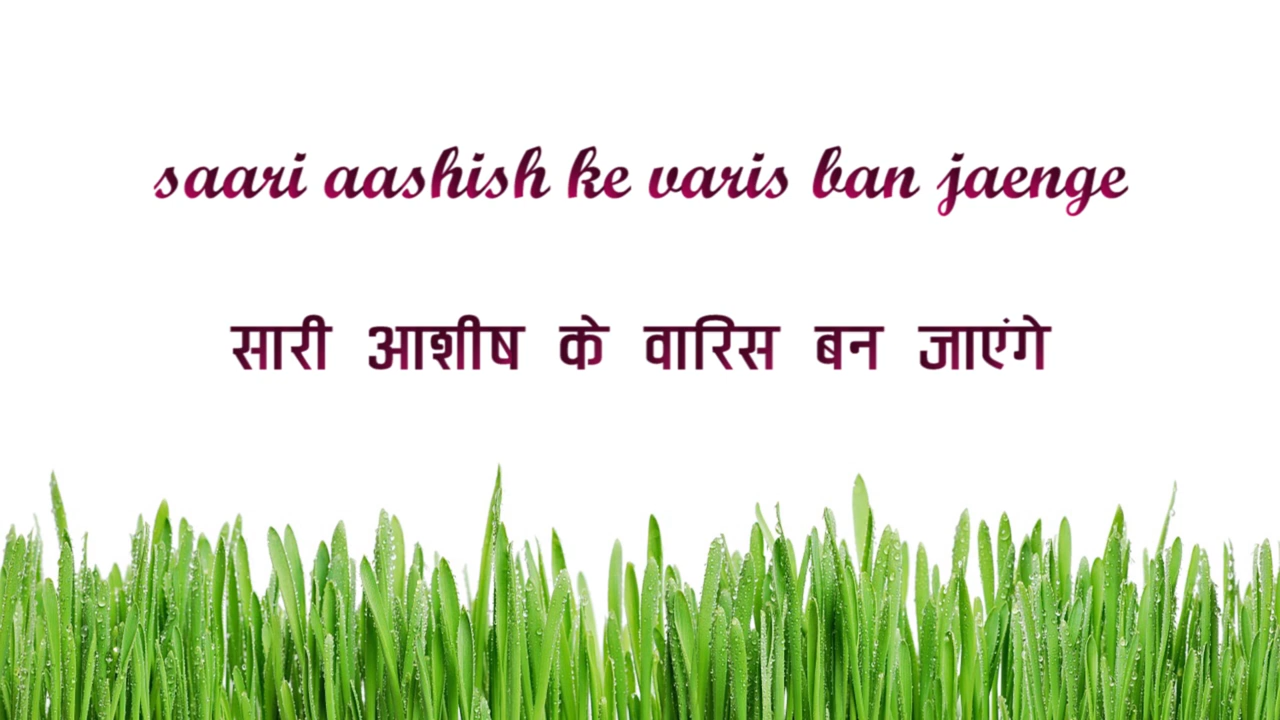 saari aashish ke varis ban jaenge
सारी आशीष के वारिस बन जाएंगे